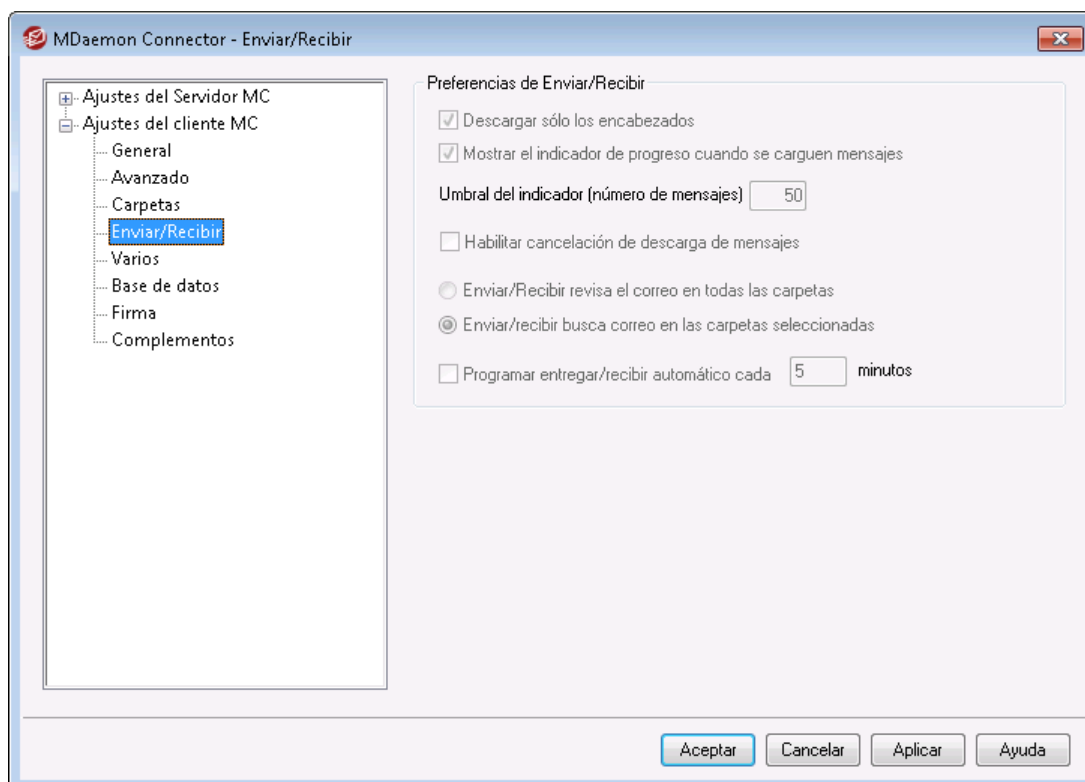 MDaemon Connector - Enviar/Recibir
Ajustes del Servidor MC
Ajustes del cliente MC
General
Avanzado
Carpetas
Enviar/Recibir
Varios
Base de datos
Firma
Complementos
Preferencias de Enviar/Recibir
Descargar sólo los encabezados
Mostrar el indicador de progreso cuando se carguen mensajes
Umbral del indicador (número de mensajes) 50
Habilitar cancelación de descarga de mensajes
Enviar/Recibir revisa el correo en todas las carpetas
Enviar/recibir busca correo en las carpetas seleccionadas
Programar entregar/recibir automático cada 5 minutos
Aceptar Cancelar Aplicar Ayuda